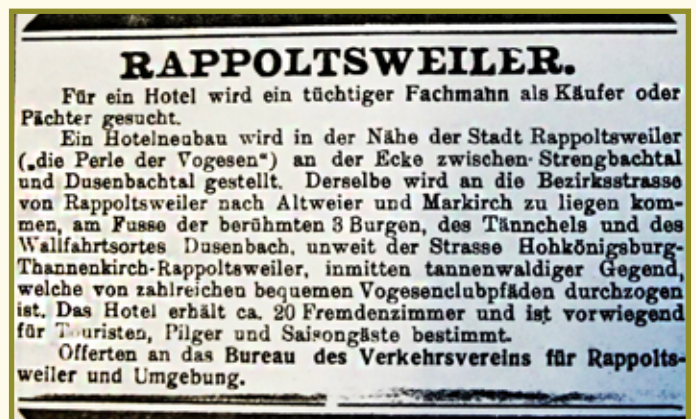 RAPPOLTSWEILER.
Für ein Hotel wird ein tüchtiger Fachmann als Käufer oder
Pächter gesucht.
Ein Hotelneubau wird in der Nähe der Stadt Rappoltsweiler
(„die Perle der Vogesen“) an der Ecke zwischen Strengbachtal
und Dusenbachtal gestellt. Derselbe wird an die Bezirksstrasse
von Rappoltsweiler nach Altweier und Markirch zu liegen kom-
men, am Fusse der berühmten 3 Burgen, des Tännchels und des
Wallfahrtsortes Dusenbach, unweit der Strasse Hohkönigsburg-
Thannenkirch-Rappoltsweiler, inmitten tannenwaldiger Gegend,
welche von zahlreichen bequemen Vogesenclubpfäden durchzogen
ist. Das Hotel erhält ca. 20 Fremdenzimmer und ist vorwiegend
für Touristen, Pilger und Saisongäste bestimmt.
Offerten an das Bureau des Verkehrsvereins für Rappolts-
weiler und Umgebung.